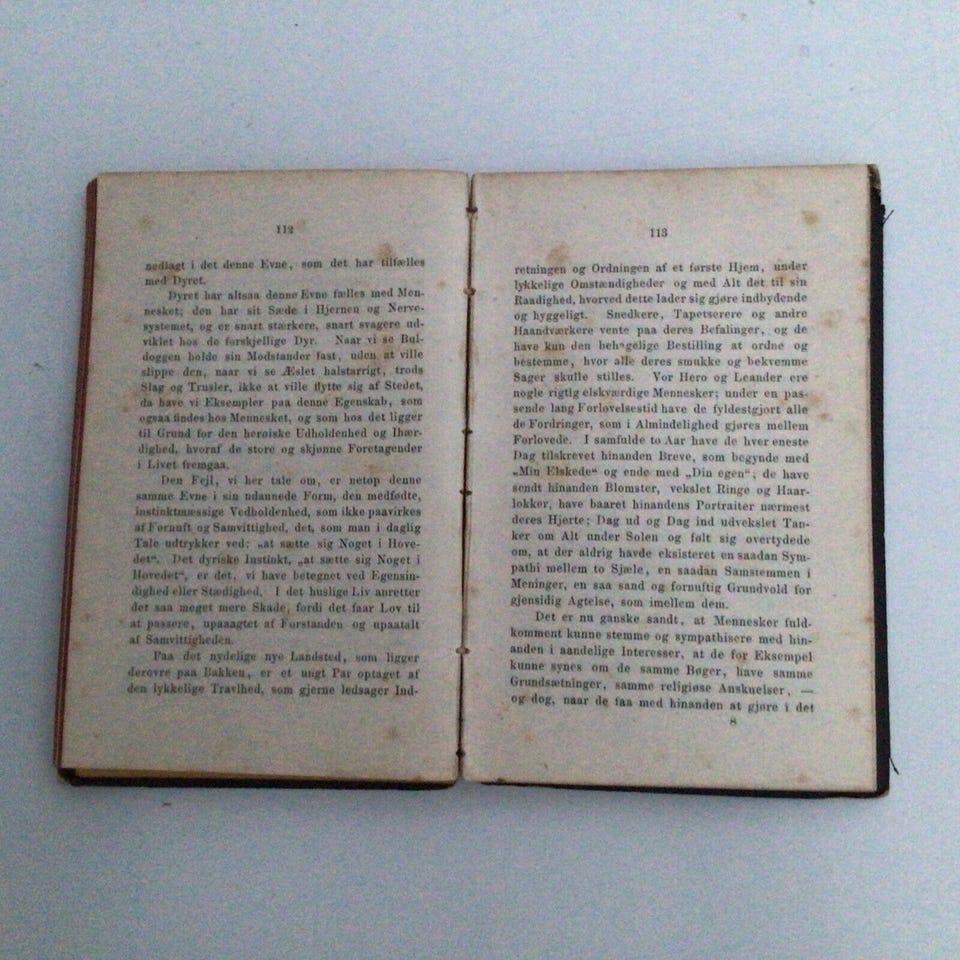 112
nedlagt i det denne Evne, som det har tilfælles
med Dyret.
Dyret har altsaa denne Evne fælles med Men-
nesket; den har sit Sæde i Hjernen og Nerve-
systemet, og er snart stærkere, snart svagere ud-
viklet hos de forskjellige Dyr. Naar vi se Bul-
doggen holde sin Modstander fast, uden at ville
slippe den, naar vi se Æslet halstarrigt, trods
Slag og Trusler, ikke at ville flytte sig af Stedet,
da have vi Eksempler paa denne Egenskab, som
ogsaa findes hos Mennesket, og som hos det ligger
til Grund for den heroiske Udholdenhed og Ihær-
dighed, hvoraf de store og skjønne Foretagender
i Livet fremgaa.
Den Fejl, vi her tale om, er netop denne
samme Evne i sin udannede Form, den medfødte,
instinktmæssige Vedholdenhed, som ikke paavirkes
af Fornuft og Samvittighed, det, som man i daglig
Tale udtrykker ved: „at sætte sig Noget i Hove-
det“. Det dyriske Instinkt, „at sætte sig Noget i
Hovedet“, er det, vi have betegnet ved Egensin-
dighed eller Stædighed. I det huslige Liv anretter
det saa meget mere Skade, fordi det faar Lov til
at passere, upaaagtet af Forstanden og upaatalt
af Samvittigheden.
Paa det nydelige nye Landsted, som ligger
derovre paa Bakken, er et ungt Par optaget af
den lykkelige Travlhed, som gjerne ledsager Ind-
113
retningen og Ordningen af et første Hjem, under
lykkelige Omstændigheder og med Alt det til sin
Raadighed, hvorved dette lader sig gjøre indbydende
og hyggeligt. Snedkere, Tapetserere og andre
Haandværkere vente paa deres Befalinger, og de
have kun den behagelige Bestilling at ordne og
bestemme, hvor alle deres smukke og bekvemme
Sager skulle stilles. Vor Hero og Leander ere
nogle rigtig elskværdige Mennesker; under en pas-
sende lang Forlovelsestid have de fyldestgjort alle
de Fordringer, som i Almindelighed gjøres mellem
Forlovede. I samfulde to Aar have de hver eneste
Dag tilskrevet hinanden Breve, som begynde med
„Min Elskede“ og ende med „Din egen“; de have
sendt hinanden Blomster, vekslet Ringe og Haar-
lokker, have baaret hinandens Portraiter nærmest
deres Hjerte; Dag ud og Dag ind udvekslet Tan-
ker om Alt under Solen og følt sig overtydede
om, at der aldrig havde eksisteret en saadan Sym-
pathi mellem to Sjæle, en saadan Samstemmen i
Meninger, en saa sand og fornuftig Grundvold for
gjensidig Agtelse, som imellem dem.
Det er nu ganske sandt, at Mennesker fuld-
komment kunne stemme og sympathisere med hin-
anden i aandelige Interesser, at de for Eksempel
kunne synes om de samme Bøger, have samme
Grundsætninger, samme religiøse Anskuelser, —
og dog, naar de faa med hinanden at gjøre i det
8